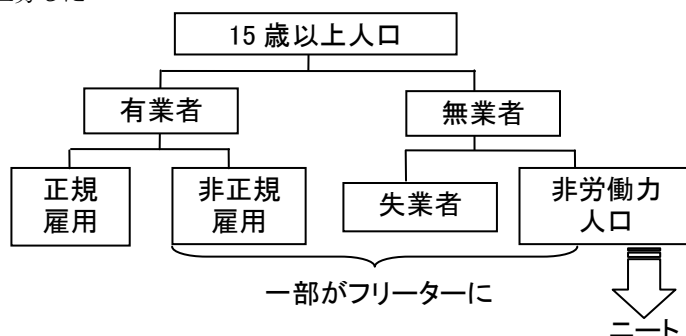 15 歳以上人口
有業者
無業者
正規
雇用
非正規
雇用
失業者
非労働力
人口
一部がフリーターに
ニート